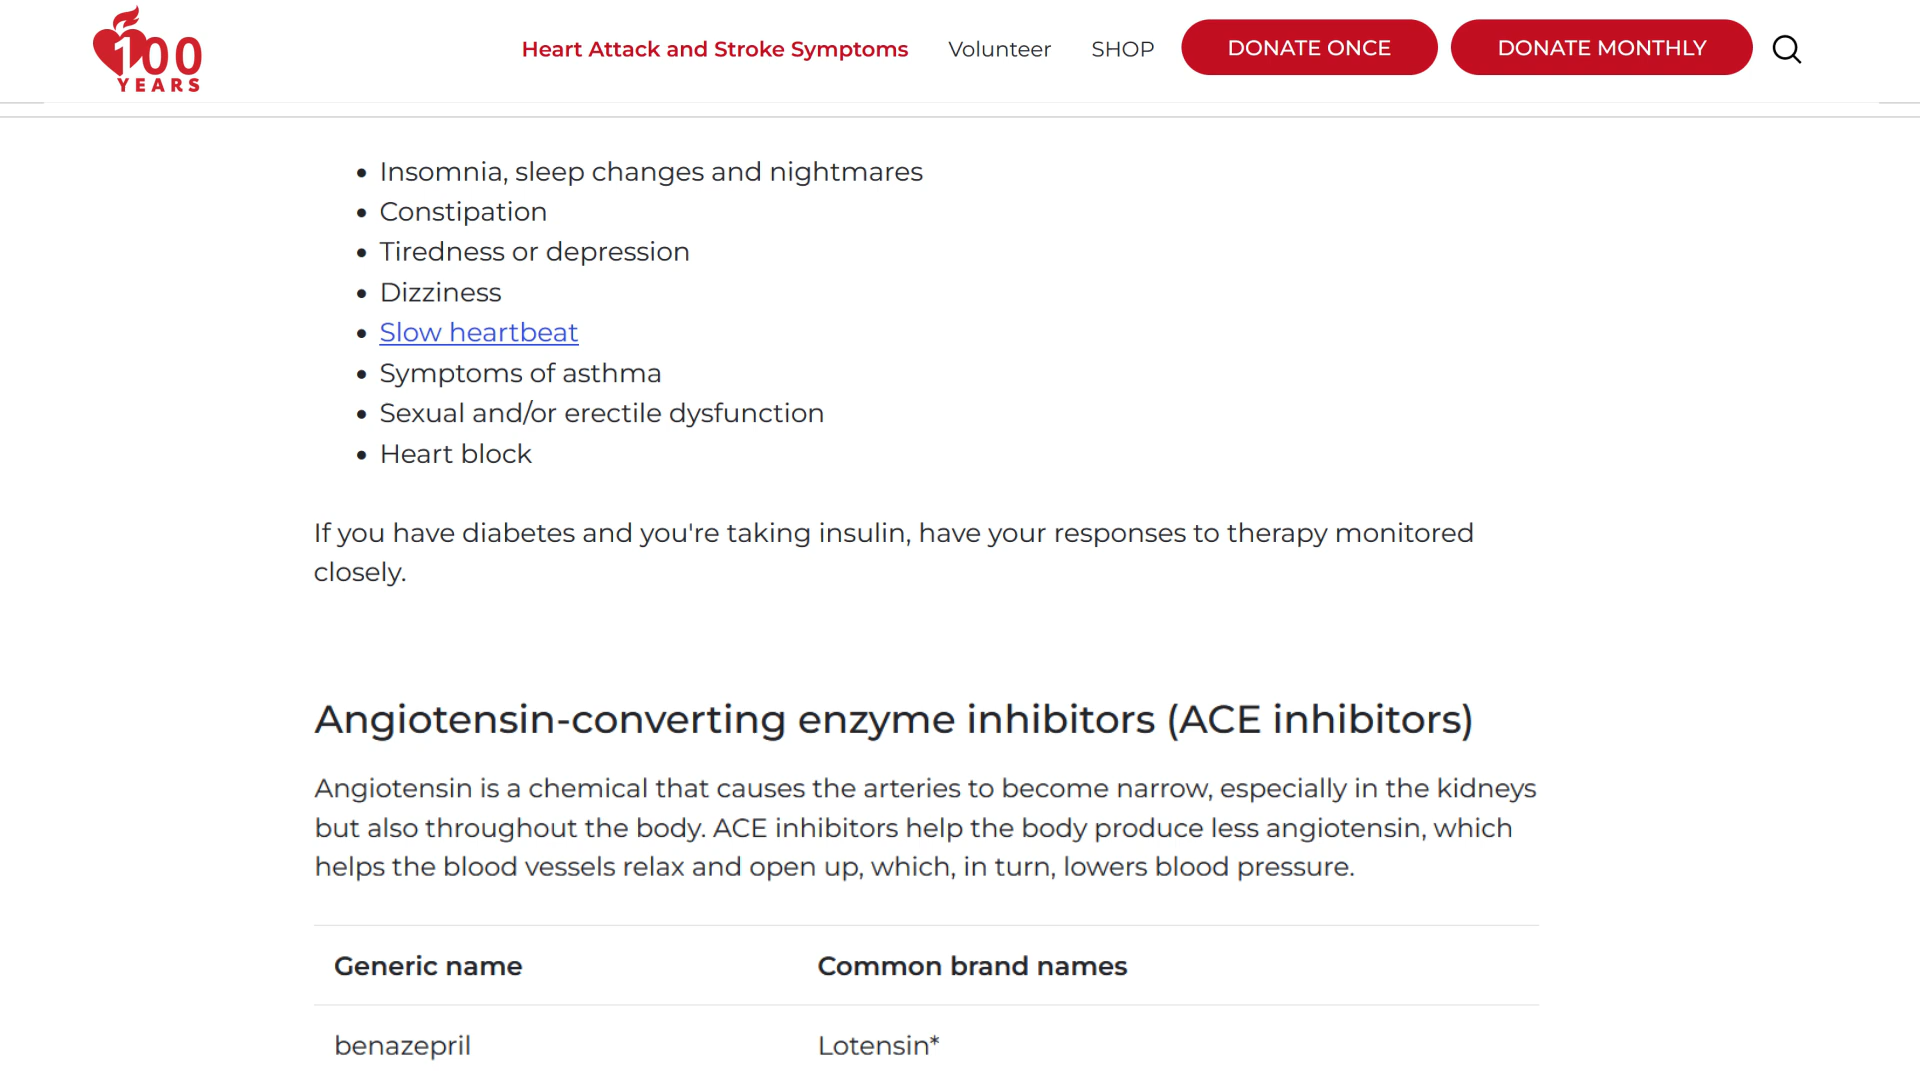 100
YEARS
Heart Attack and Stroke Symptoms Volunteer SHOP DONATE ONCE DONATE MONTHLY
Insomnia, sleep changes and nightmares
Constipation
Tiredness or depression
Dizziness
Slow heartbeat
Symptoms of asthma
Sexual and/or erectile dysfunction
Heart block
If you have diabetes and you're taking insulin, have your responses to therapy monitored
closely.
Angiotensin-converting enzyme inhibitors (ACE inhibitors)
Angiotensin is a chemical that causes the arteries to become narrow, especially in the kidneys
but also throughout the body. ACE inhibitors help the body produce less angiotensin, which
helps the blood vessels relax and open up, which, in turn, lowers blood pressure.
Generic name Common brand names
benazepril Lotensin*